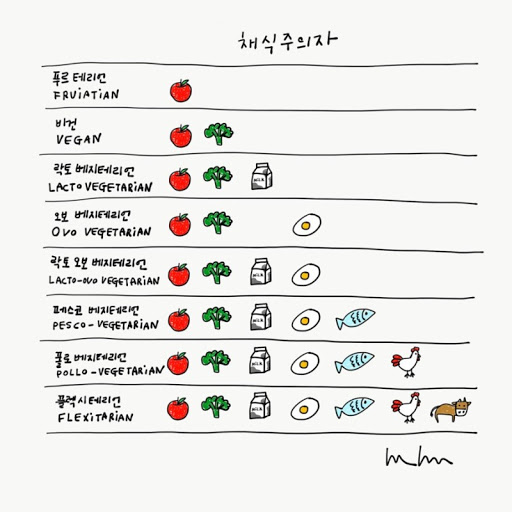 채식주의자
푸르테리언
FRUiATiAN
비건
VEGAN
락토 베지테리언
LACTO VEGETARiAN
MiLK
오보 베지테리언
OVO VEGETARiAN
락토 오보 베지테리언
LACTO-OVO VEGETARiAN
MiLK
페스코 베지테리언
PESCO-VEGETARiAN
MiLK
폴로 베지테리언
POLLO-VEGETARiAN
MiLK
플렉시테리언
FLEXiTARiAN
MiLK